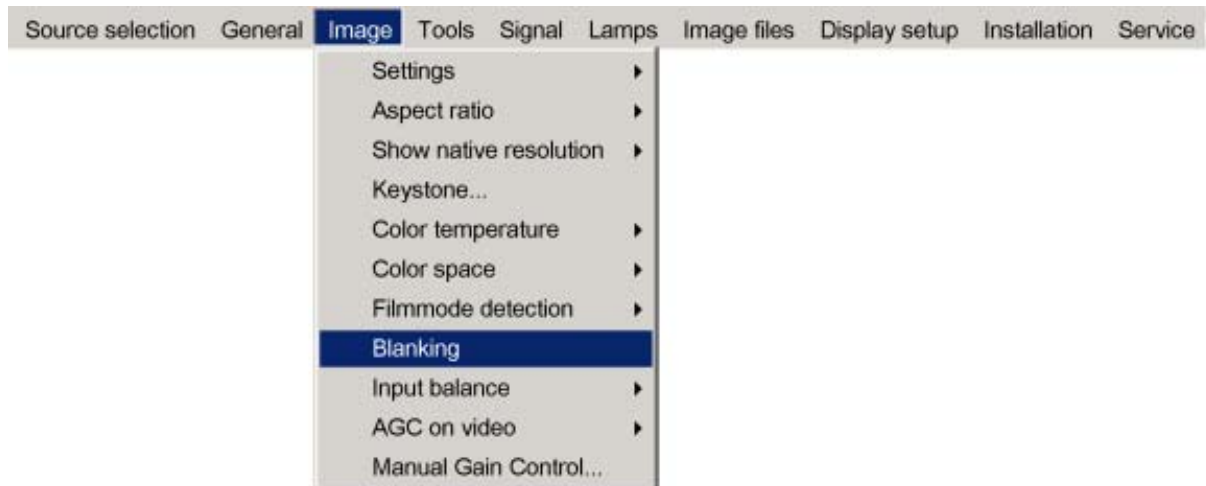 Source selection General Image Tools Signal Lamps Image files Display setup Installation Service
Settings
Aspect ratio
Show native resolution
Keystone...
Color temperature
Color space
Filmmode detection
Blanking
Input balance
AGC on video
Manual Gain Control...